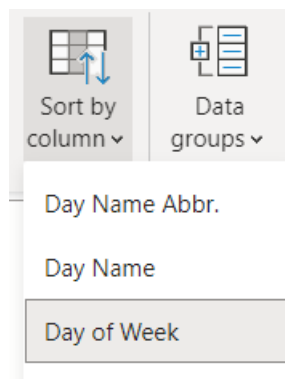 Sort by
column
Data
groups
Day Name Abbr.
Day Name
Day of Week